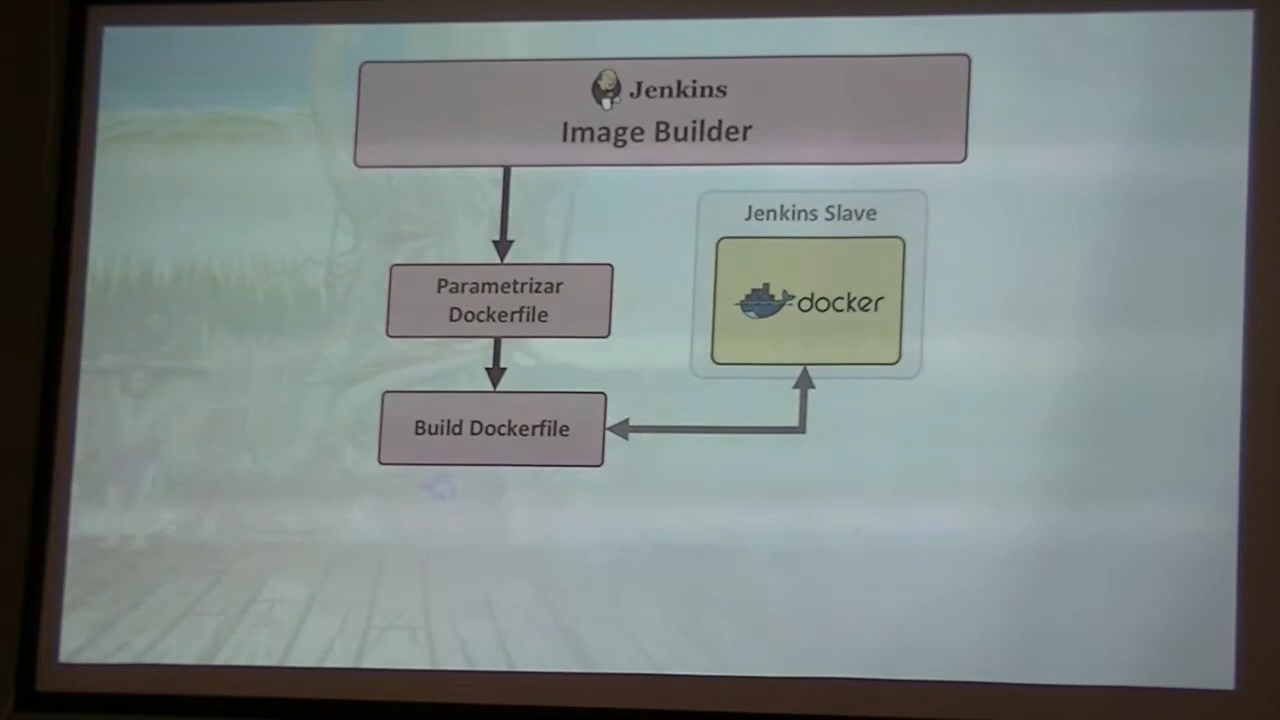 Jenkins
Image Builder
Jenkins Slave
docker
Parametrizar
Dockerfile
Build Dockerfile